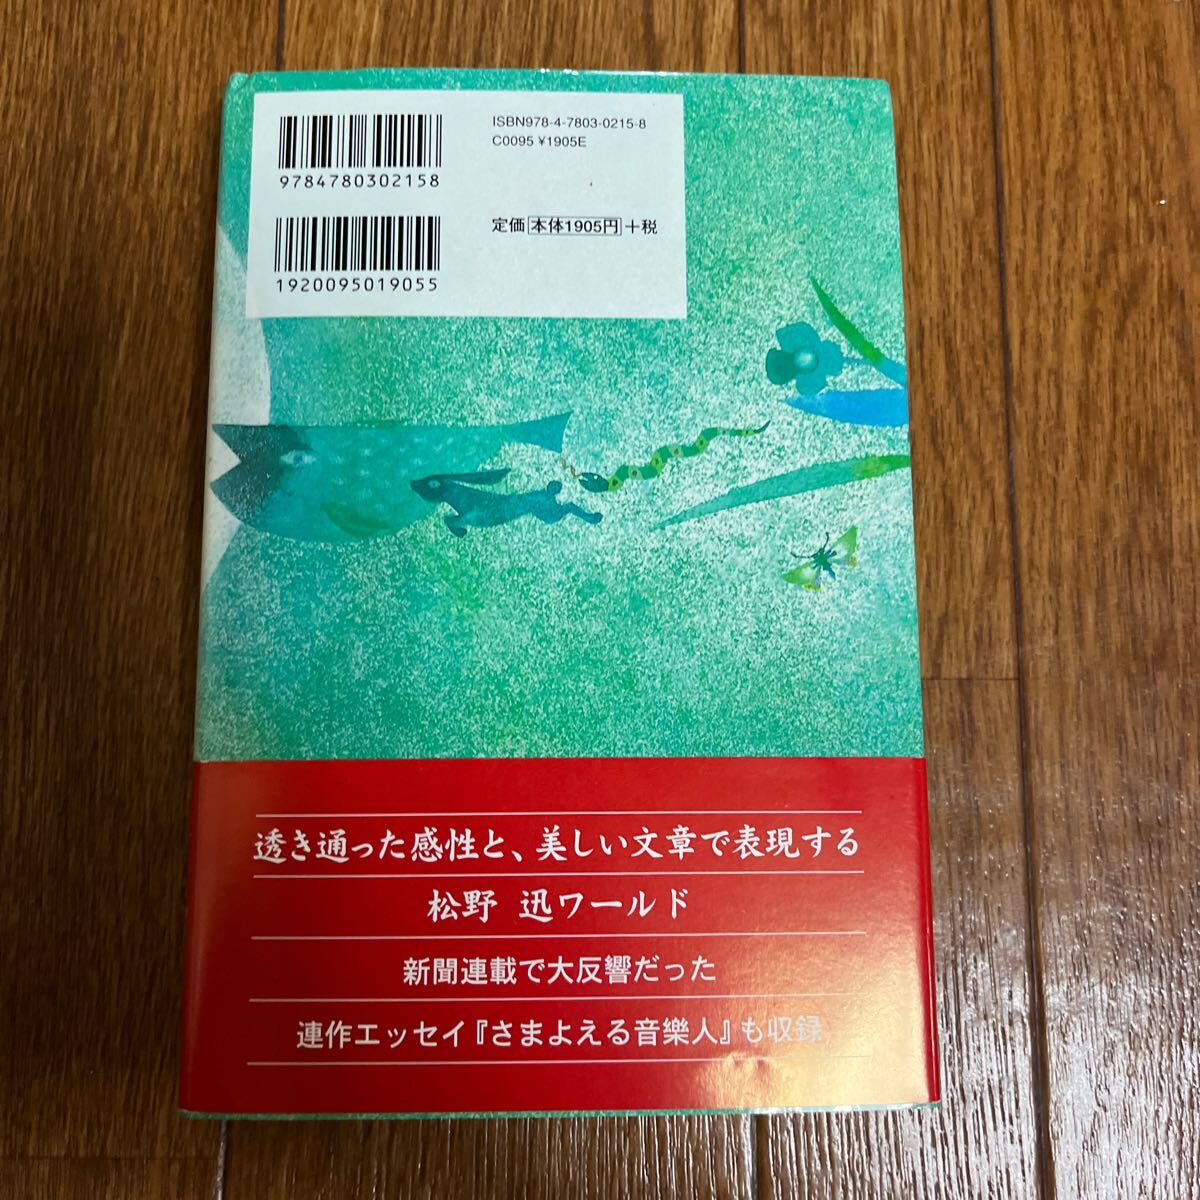 ISBN978-4-7803-0215-8
C0095 ¥1905E
9784780302158
定価 本体1905円 +税
1920095019055
透き通った感性と、美しい文章で表現する
松野 迅ワールド
新聞連載で大反響だった
連作エッセイ『さまよえる音樂人』も収録